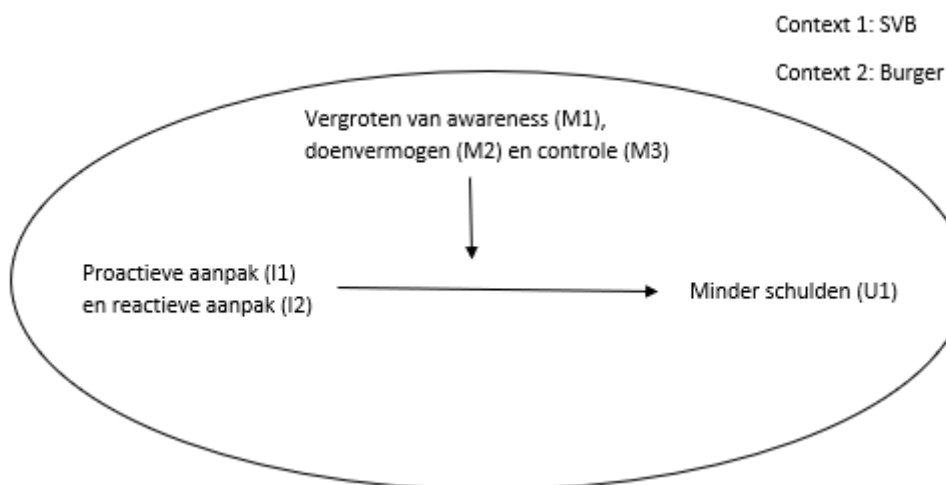 Context 1: SVB
Context 2: Burger
Vergroten van awareness (M1),
doenvermogen (M2) en controle (M3)
Proactieve aanpak (I1)
en reactieve aanpak (I2)
Minder schulden (U1)